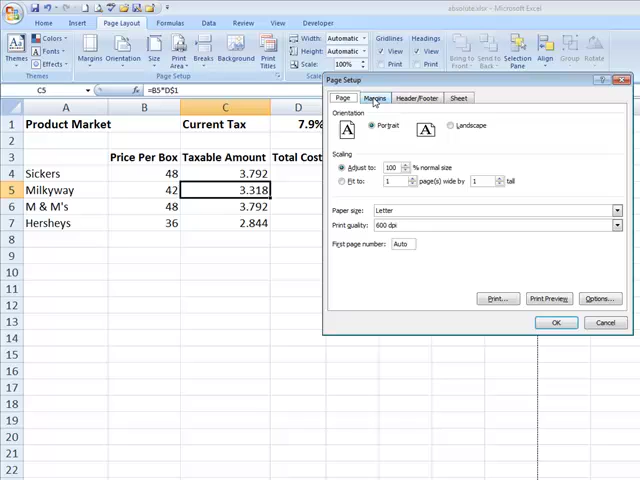 absolute.xlsx - Microsoft Excel
Home Insert Page Layout Formulas Data Review View Developer
Themes
Colors
Fonts
Effects
Themes
Margins Orientation Size Print Area Breaks Background Print Titles
Page Setup
Width: Automatic
Height: Automatic
Scale: 100%
Gridlines Headings
View View
Print Print
Bring to Front Send to Back Selection Pane Align Group Rotate
Arrange
C5 =B5*D$1
A B C D
1 Product Market Current Tax 7.9%
2
3 Price Per Box Taxable Amount Total Cost
4 Sickers 48 3.792
5 Milkyway 42 3.318
6 M & M's 48 3.792
7 Hersheys 36 2.844
8
9
10
11
12
13
14
15
16
17
18
19
20
21
22
Page Setup
Page Margins Header/Footer Sheet
Orientation
A Portrait A Landscape
Scaling
Adjust to: 100 % normal size
Fit to: 1 page(s) wide by 1 tall
Paper size: Letter
Print quality: 600 dpi
First page number: Auto
Print... Print Preview Options...
OK Cancel